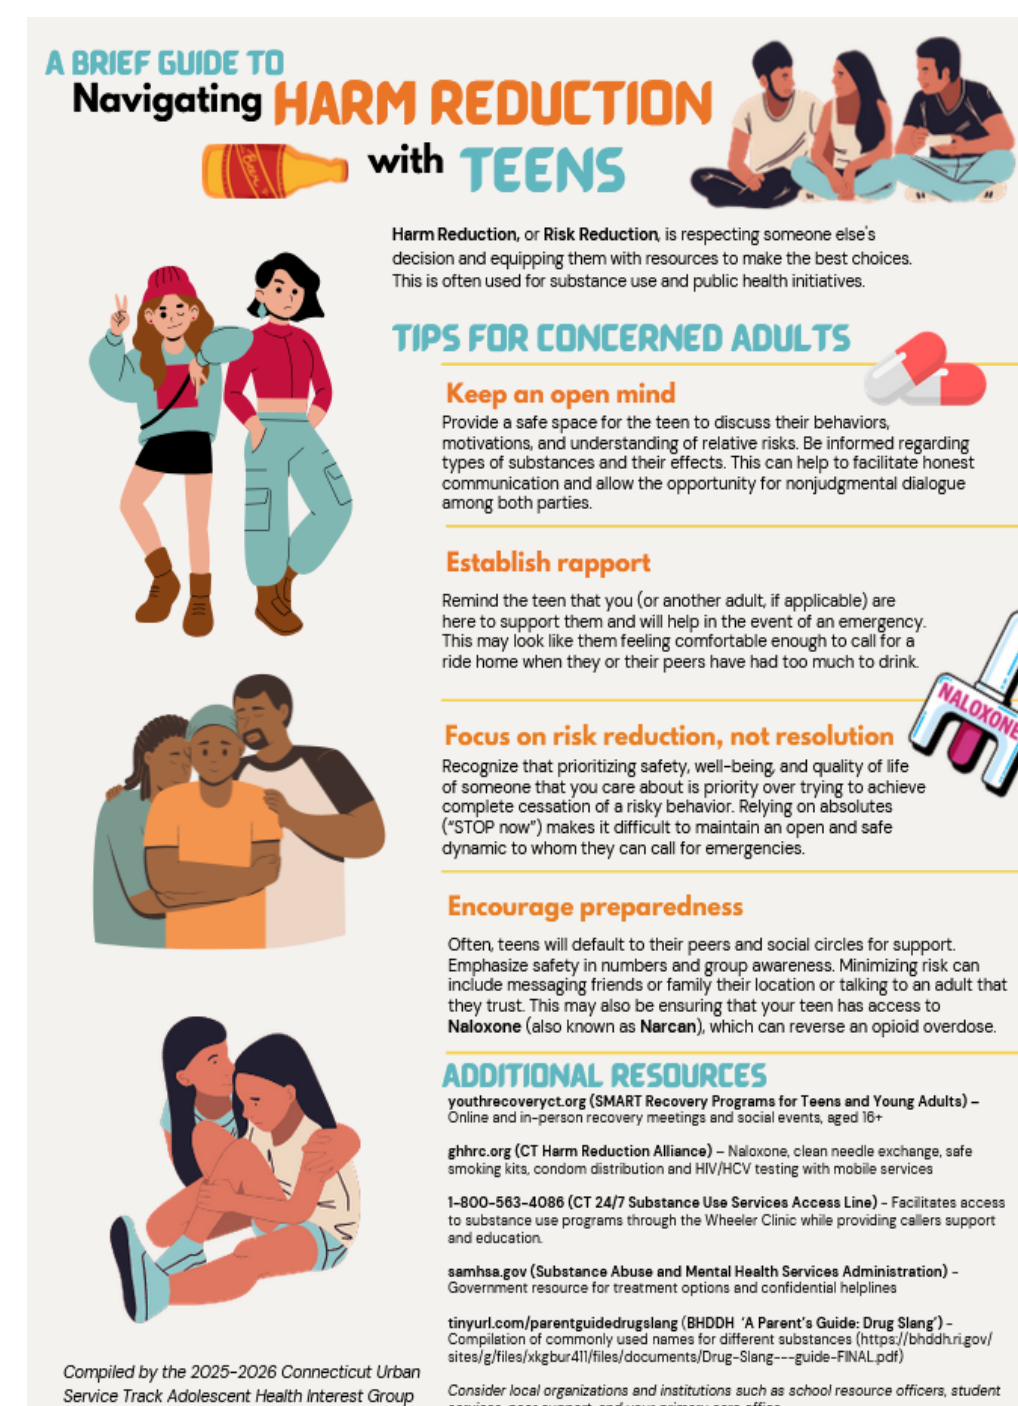 A BRIEF GUIDE TO
Navigating HARM REDUCTION
with TEENS
Beer
Harm Reduction, or Risk Reduction, is respecting someone else's
decision and equipping them with resources to make the best choices.
This is often used for substance use and public health initiatives.
TIPS FOR CONCERNED ADULTS
Keep an open mind
Provide a safe space for the teen to discuss their behaviors,
motivations, and understanding of relative risks. Be informed regarding
types of substances and their effects. This can help to facilitate honest
communication and allow the opportunity for nonjudgmental dialogue
among both parties.
Establish rapport
Remind the teen that you (or another adult, if applicable) are
here to support them and will help in the event of an emergency.
This may look like them feeling comfortable enough to call for a
ride home when they or their peers have had too much to drink.
NALOXONE
Focus on risk reduction, not resolution
Recognize that prioritizing safety, well-being, and quality of life
of someone that you care about is priority over trying to achieve
complete cessation of a risky behavior. Relying on absolutes
("STOP now") makes it difficult to maintain an open and safe
dynamic to whom they can call for emergencies.
Encourage preparedness
Often, teens will default to their peers and social circles for support.
Emphasize safety in numbers and group awareness. Minimizing risk can
include messaging friends or family their location or talking to an adult that
they trust. This may also be ensuring that your teen has access to
Naloxone (also known as Narcan), which can reverse an opioid overdose.
ADDITIONAL RESOURCES
youthrecoveryct.org (SMART Recovery Programs for Teens and Young Adults) –
Online and in-person recovery meetings and social events, aged 16+
ghhrc.org (CT Harm Reduction Alliance) – Naloxone, clean needle exchange, safe
smoking kits, condom distribution and HIV/HCV testing with mobile services
1-800-563-4086 (CT 24/7 Substance Use Services Access Line) - Facilitates access
to substance use programs through the Wheeler Clinic while providing callers support
and education.
samhsa.gov (Substance Abuse and Mental Health Services Administration) -
Government resource for treatment options and confidential helplines
tinyurl.com/parentguidedrugslang (BHDDH 'A Parent's Guide: Drug Slang') -
Compilation of commonly used names for different substances (https://bhddh.ri.gov/
sites/g/files/xkgbur411/files/documents/Drug-Slang---guide-FINAL.pdf)
Consider local organizations and institutions such as school resource officers, student
Compiled by the 2025-2026 Connecticut Urban
Service Track Adolescent Health Interest Group